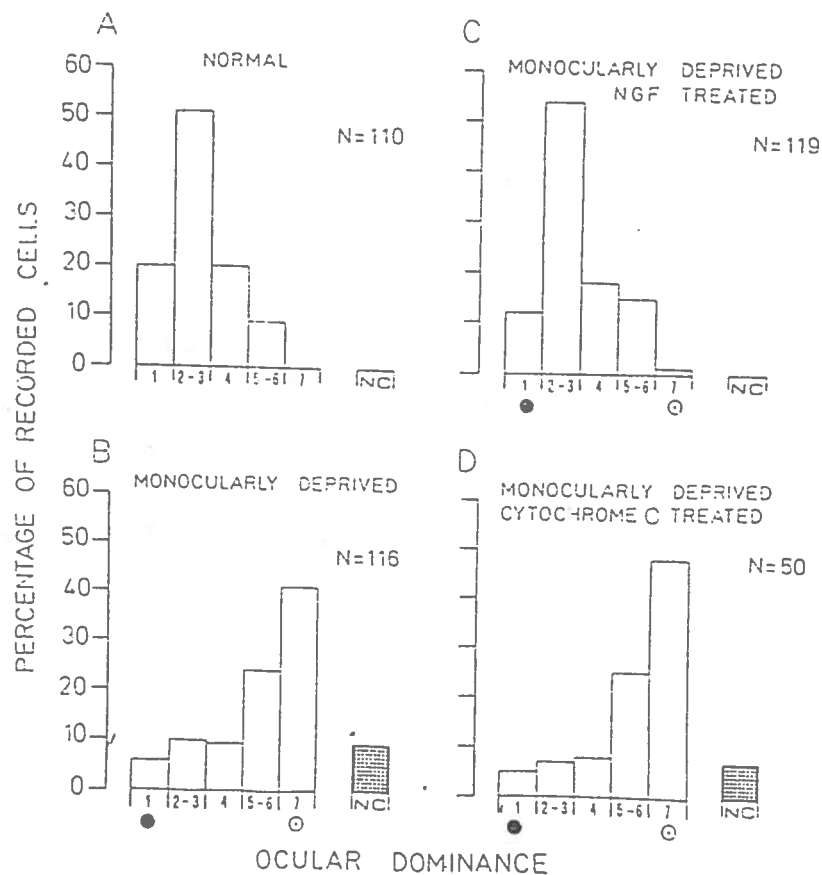 PERCENTAGE OF RECORDED CELLS
A
NORMAL
N=110
60
50
40
30
20
10
0
1 2-3 4 5-6 7 NC
C
MONOCULARLY DEPRIVED
NGF TREATED
N=119
1 2-3 4 5-6 7 NC
B
MONOCULARLY DEPRIVED
N=116
60
50
40
30
20
10
0
1 2-3 4 5-6 7 NC
D
MONOCULARLY DEPRIVED
CYTOCHROME C TREATED
N=50
1 2-3 4 5-6 7 NC
OCULAR DOMINANCE